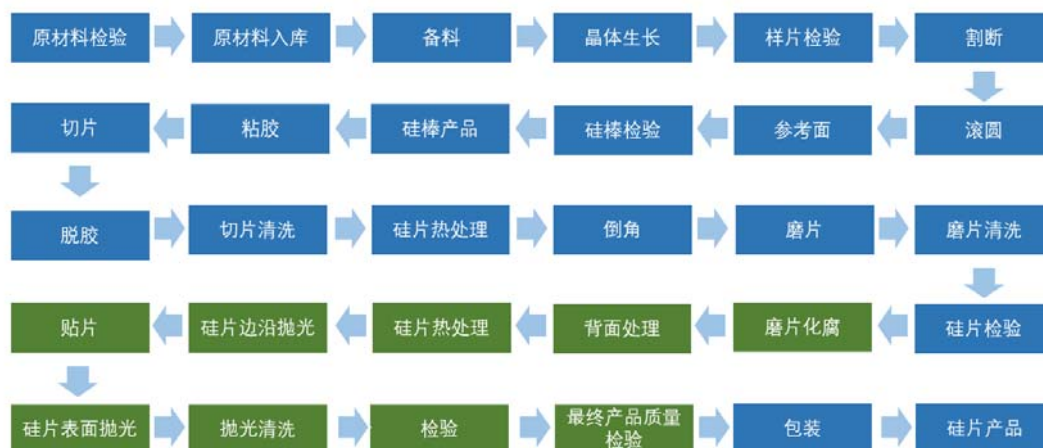 原材料检验
原材料入库
备料
晶体生长
样片检验
割断
滚圆
参考面
硅棒检验
硅棒产品
粘胶
切片
脱胶
切片清洗
硅片热处理
倒角
磨片
磨片清洗
硅片检验
磨片化腐
背面处理
硅片热处理
硅片边沿抛光
贴片
硅片表面抛光
抛光清洗
检验
最终产品质量
检验
包装
硅片产品